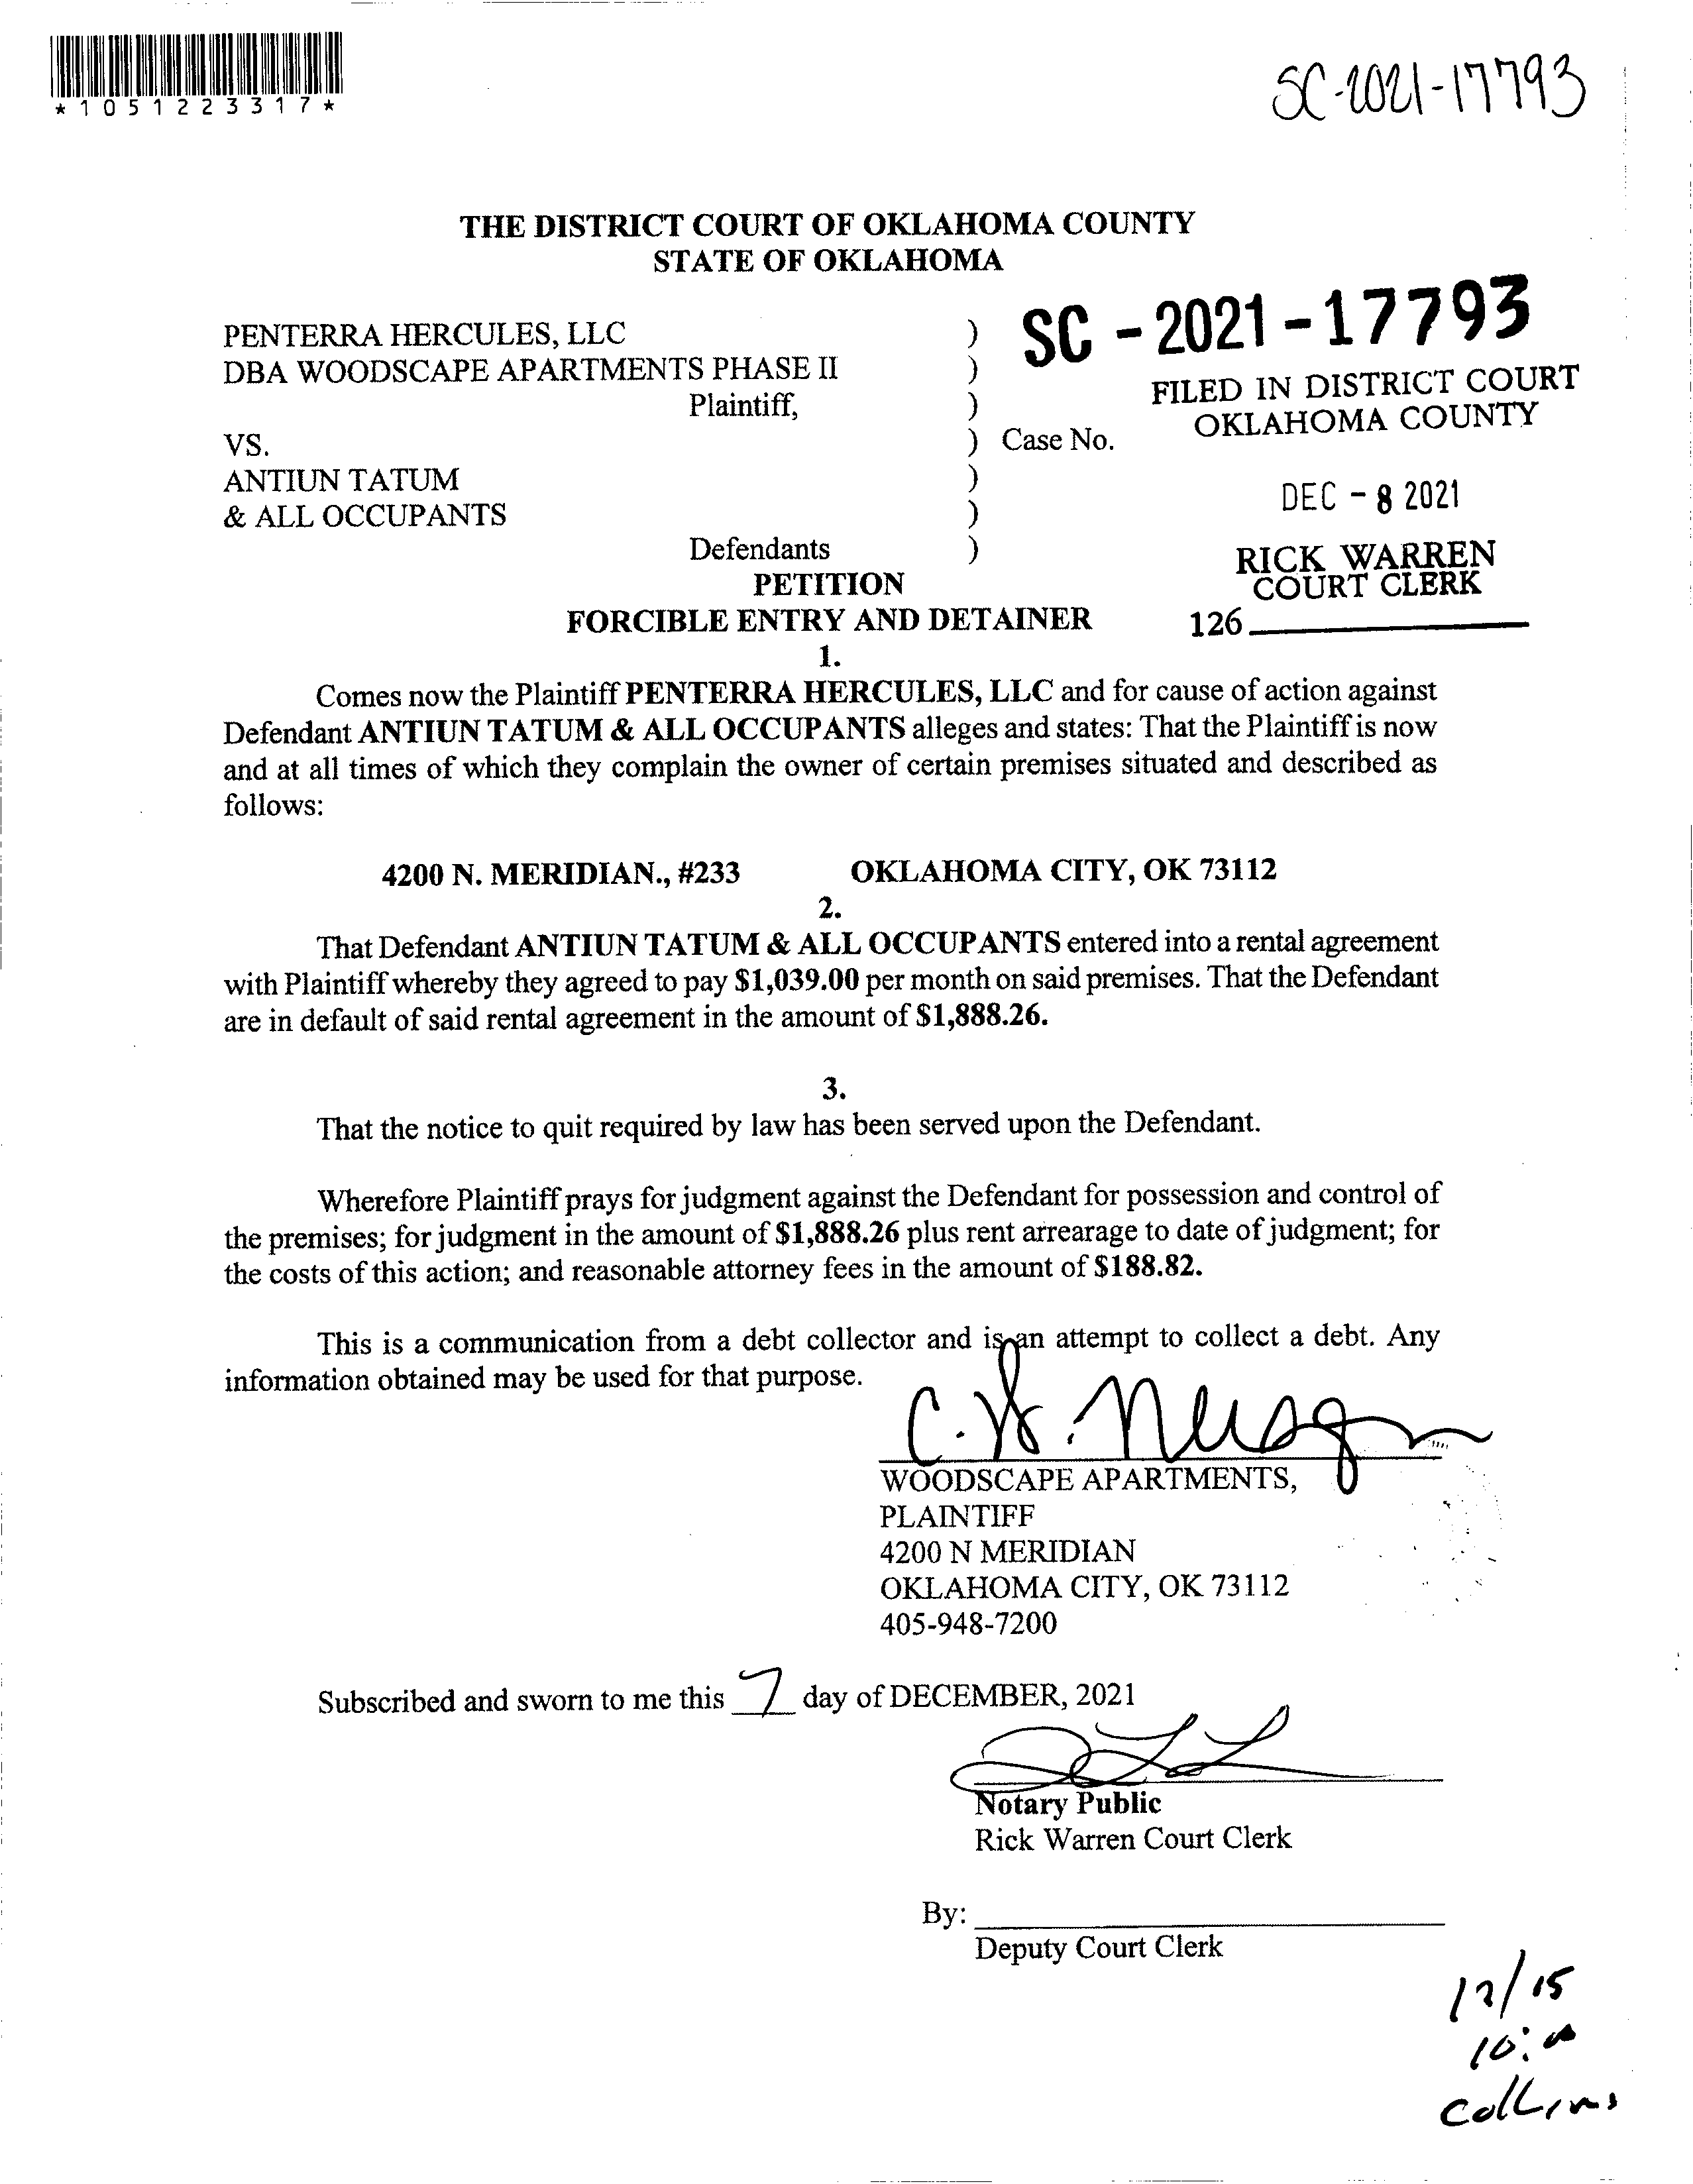 *1051223317*
SC-2021-17793
THE DISTRICT COURT OF OKLAHOMA COUNTY
STATE OF OKLAHOMA
PENTERRA HERCULES, LLC )
DBA WOODSCAPE APARTMENTS PHASE II )
Plaintiff, )
VS. ) Case No.
ANTIUN TATUM )
& ALL OCCUPANTS )
Defendants )
SC - 2021 - 17793
FILED IN DISTRICT COURT
OKLAHOMA COUNTY
DEC - 8 2021
RICK WARREN
COURT CLERK
126
PETITION
FORCIBLE ENTRY AND DETAINER
1.
Comes now the Plaintiff PENTERRA HERCULES, LLC and for cause of action against
Defendant ANTIUN TATUM & ALL OCCUPANTS alleges and states: That the Plaintiff is now
and at all times of which they complain the owner of certain premises situated and described as
follows:
4200 N. MERIDIAN., #233 OKLAHOMA CITY, OK 73112
2.
That Defendant ANTIUN TATUM & ALL OCCUPANTS entered into a rental agreement
with Plaintiff whereby they agreed to pay $1,039.00 per month on said premises. That the Defendant
are in default of said rental agreement in the amount of $1,888.26.
3.
That the notice to quit required by law has been served upon the Defendant.
Wherefore Plaintiff prays for judgment against the Defendant for possession and control of
the premises; for judgment in the amount of $1,888.26 plus rent arrearage to date of judgment; for
the costs of this action; and reasonable attorney fees in the amount of $188.82.
This is a communication from a debt collector and is an attempt to collect a debt. Any
information obtained may be used for that purpose.
WOODSCAPE APARTMENTS,
PLAINTIFF
4200 N MERIDIAN
OKLAHOMA CITY, OK 73112
405-948-7200
Subscribed and sworn to me this 7 day of DECEMBER, 2021
Notary Public
Rick Warren Court Clerk
By:
Deputy Court Clerk
12/15
Collins